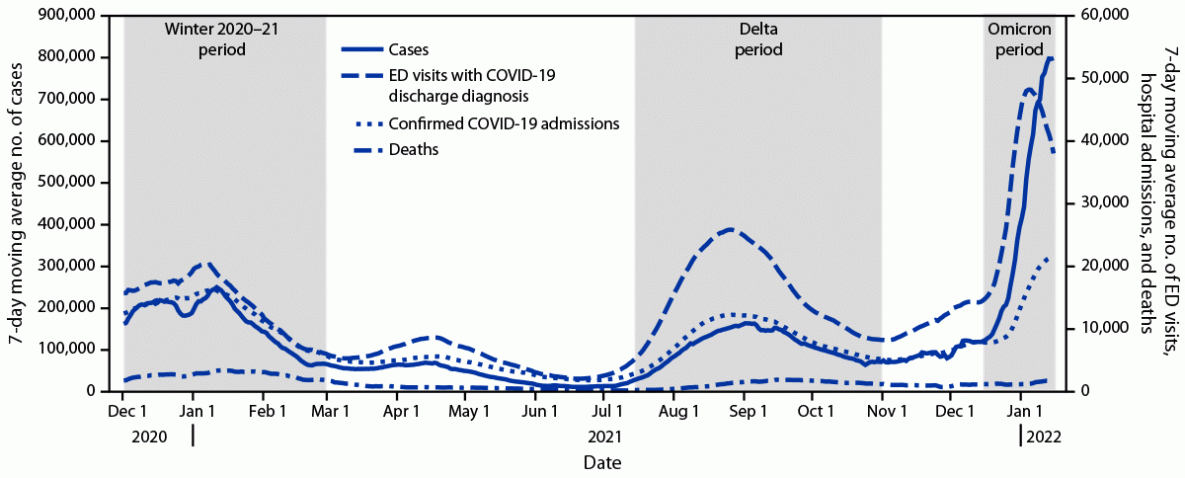 7-day moving average no. of cases
900,000
800,000
700,000
600,000
500,000
400,000
300,000
200,000
100,000
0
Winter 2020–21
period
Cases
ED visits with COVID-19
discharge diagnosis
Confirmed COVID-19 admissions
Deaths
Delta
period
Omicron
period
60,000
50,000
40,000
30,000
20,000
10,000
0
7-day moving average no. of ED visits,
hospital admissions, and deaths
Dec 1 Jan 1 Feb 1 Mar 1 Apr 1 May 1 Jun 1 Jul 1 Aug 1 Sep 1 Oct 1 Nov 1 Dec 1 Jan 1
2020 2021 2022
Date